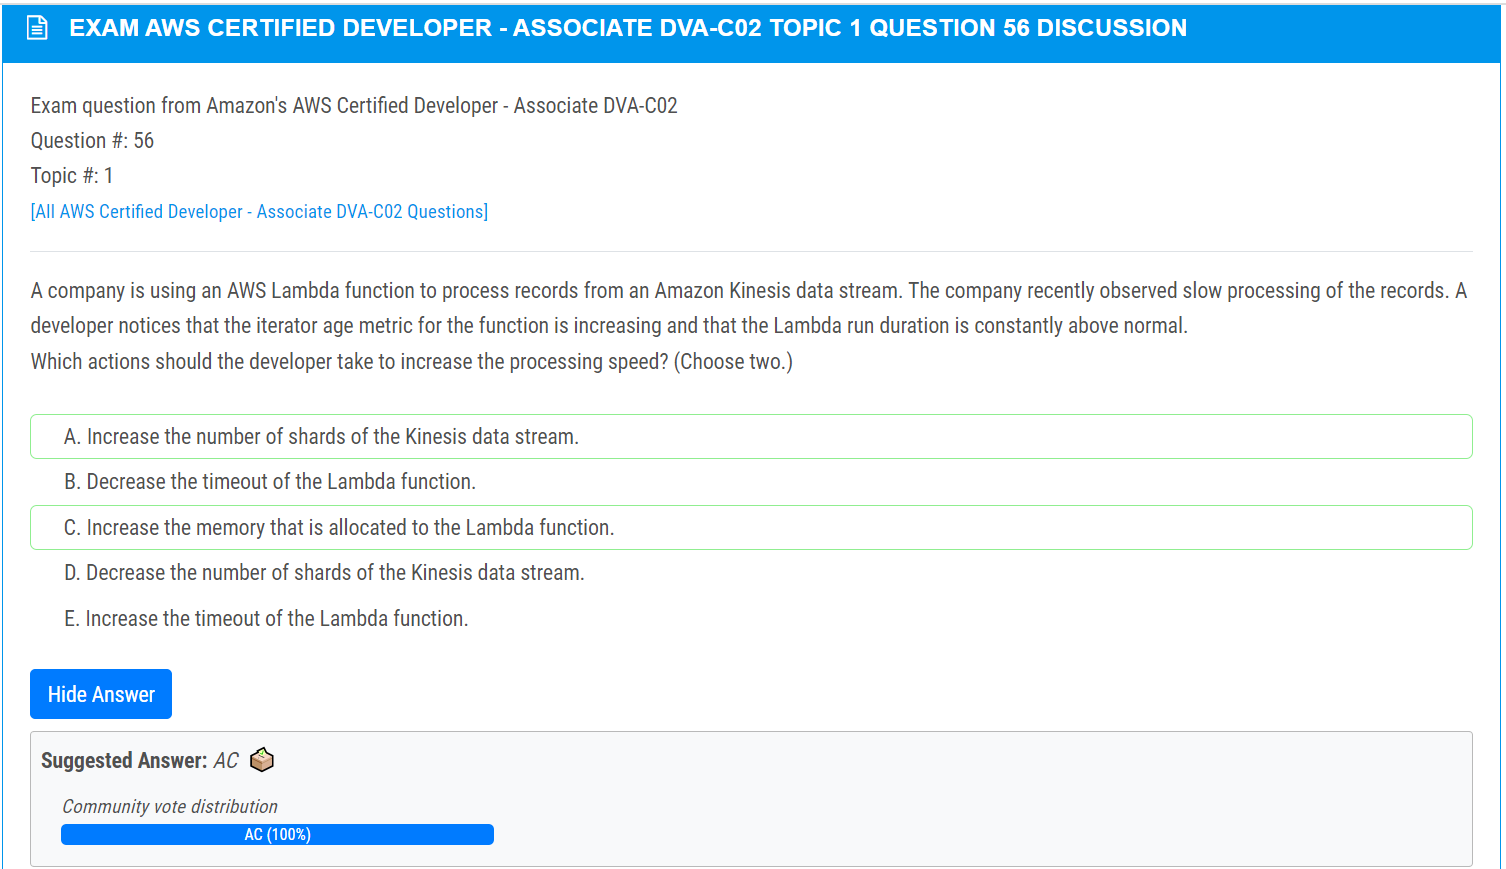 EXAM AWS CERTIFIED DEVELOPER - ASSOCIATE DVA-C02 TOPIC 1 QUESTION 56 DISCUSSION
Exam question from Amazon's AWS Certified Developer - Associate DVA-C02
Question #: 56
Topic #: 1
[All AWS Certified Developer - Associate DVA-C02 Questions]
A company is using an AWS Lambda function to process records from an Amazon Kinesis data stream. The company recently observed slow processing of the records. A
developer notices that the iterator age metric for the function is increasing and that the Lambda run duration is constantly above normal.
Which actions should the developer take to increase the processing speed? (Choose two.)
A. Increase the number of shards of the Kinesis data stream.
B. Decrease the timeout of the Lambda function.
C. Increase the memory that is allocated to the Lambda function.
D. Decrease the number of shards of the Kinesis data stream.
E. Increase the timeout of the Lambda function.
Hide Answer
Suggested Answer: AC
Community vote distribution
AC (100%)